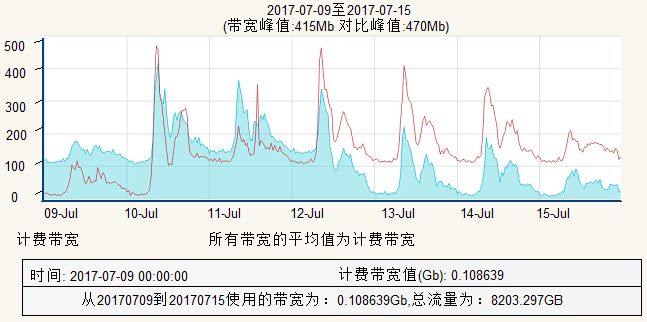 2017-07-09至2017-07-15
(带宽峰值:415Mb 对比峰值:470Mb)
500
400
300
200
100
0
09-Jul 10-Jul 11-Jul 12-Jul 13-Jul 14-Jul 15-Jul
计费带宽 所有带宽的平均值为计费带宽
时间: 2017-07-09 00:00:00 计费带宽值(Gb): 0.108639
从20170709到20170715使用的带宽为：0.108639Gb,总流量为：8203.297GB